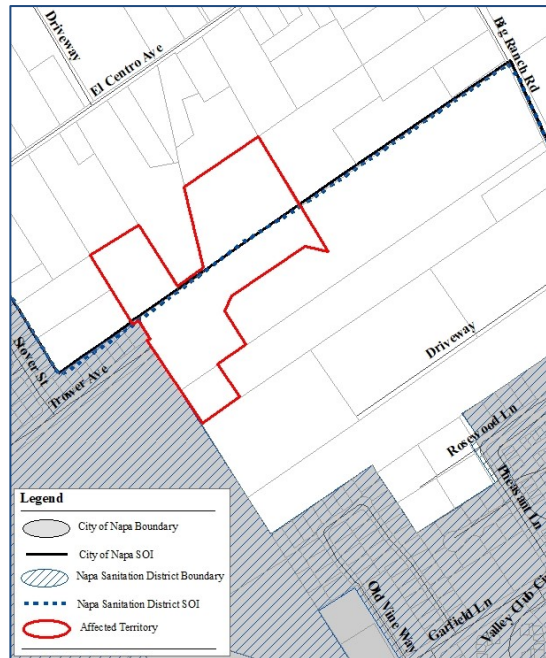 Driveway
El Centro Ave
Big Ranch Rd
Stover St
Trower Ave
Driveway
Rosewood Ln
Pheasant Ln
Old Vine Way
Garfield Ln
Valley Club Ci
Legend
City of Napa Boundary
City of Napa SOI
Napa Sanitation District Boundary
Napa Sanitation District SOI
Affected Territory